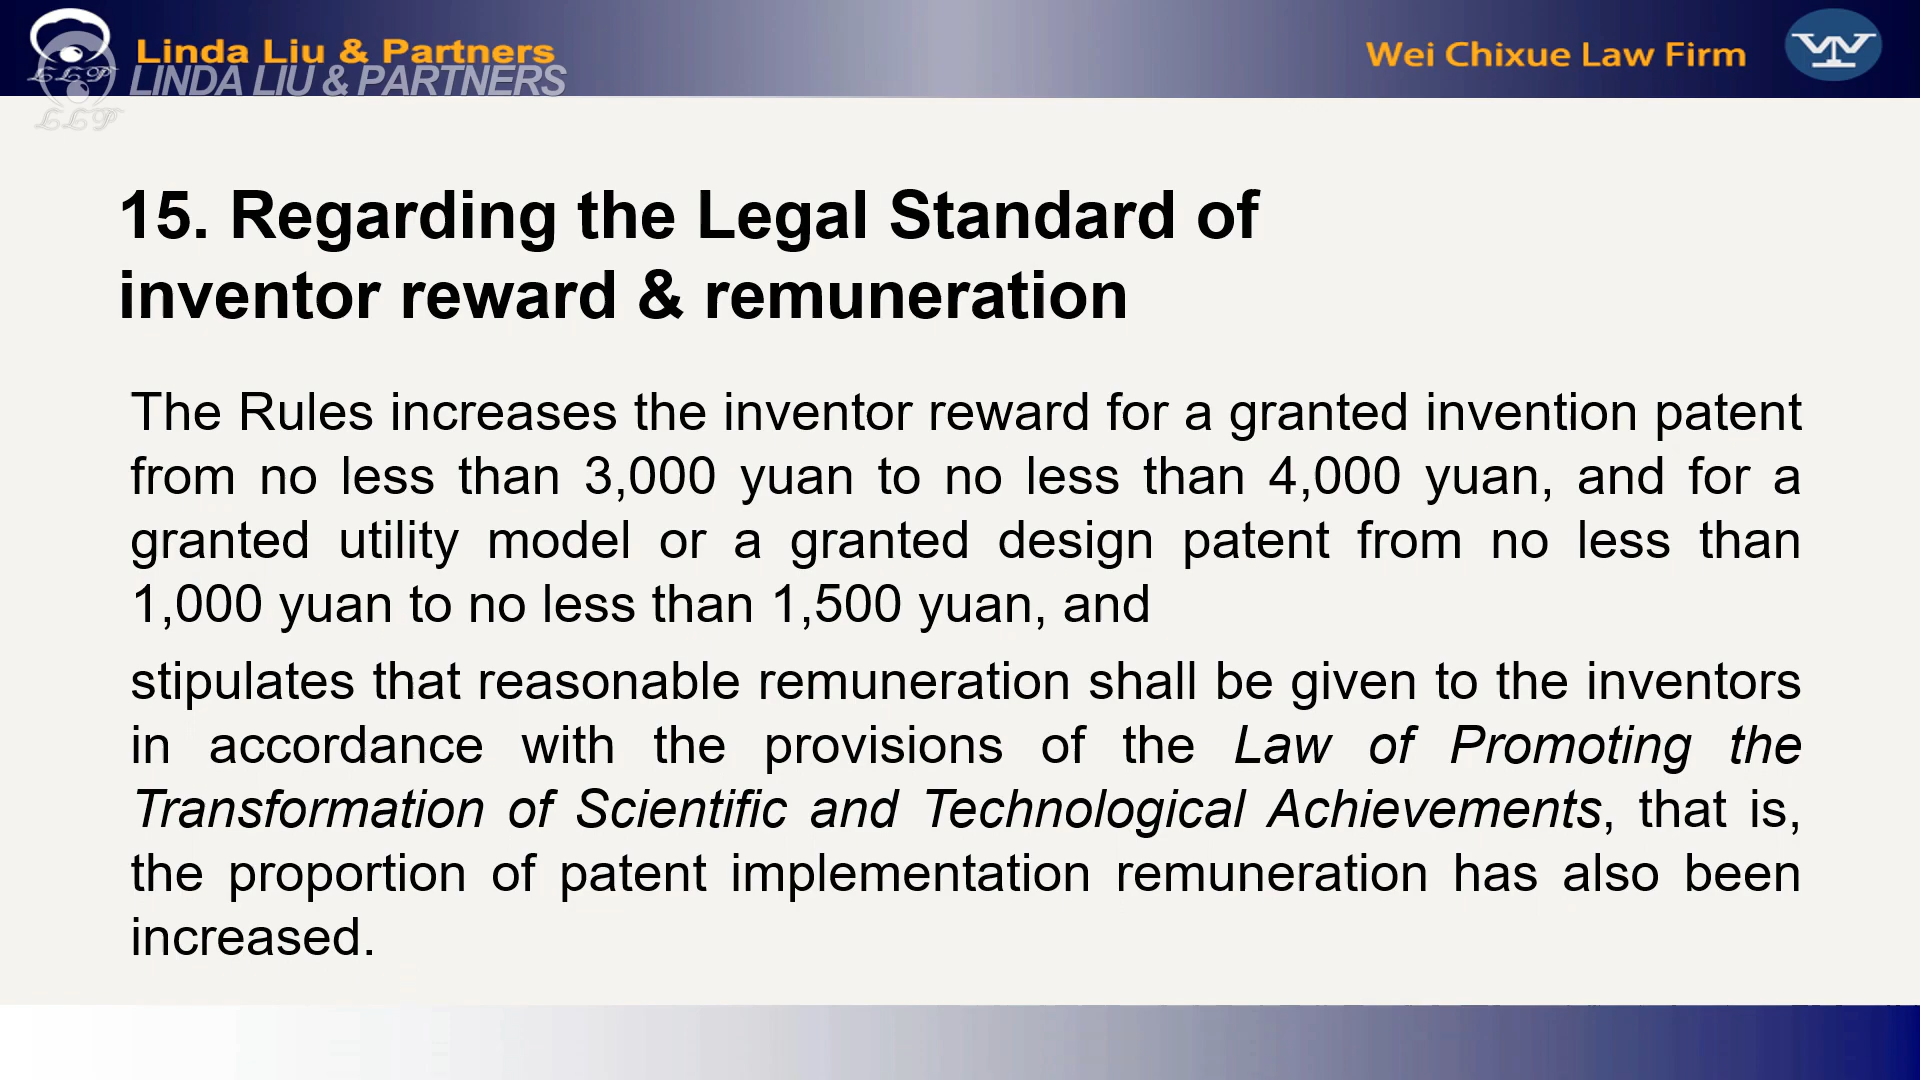 Linda Liu & Partners
LINDA LIU & PARTNERS
LLP
LLP
Wei Chixue Law Firm
15. Regarding the Legal Standard of
inventor reward & remuneration
The Rules increases the inventor reward for a granted invention patent
from no less than 3,000 yuan to no less than 4,000 yuan, and for a
granted utility model or a granted design patent from no less than
1,000 yuan to no less than 1,500 yuan, and
stipulates that reasonable remuneration shall be given to the inventors
in accordance with the provisions of the Law of Promoting the
Transformation of Scientific and Technological Achievements, that is,
the proportion of patent implementation remuneration has also been
increased.